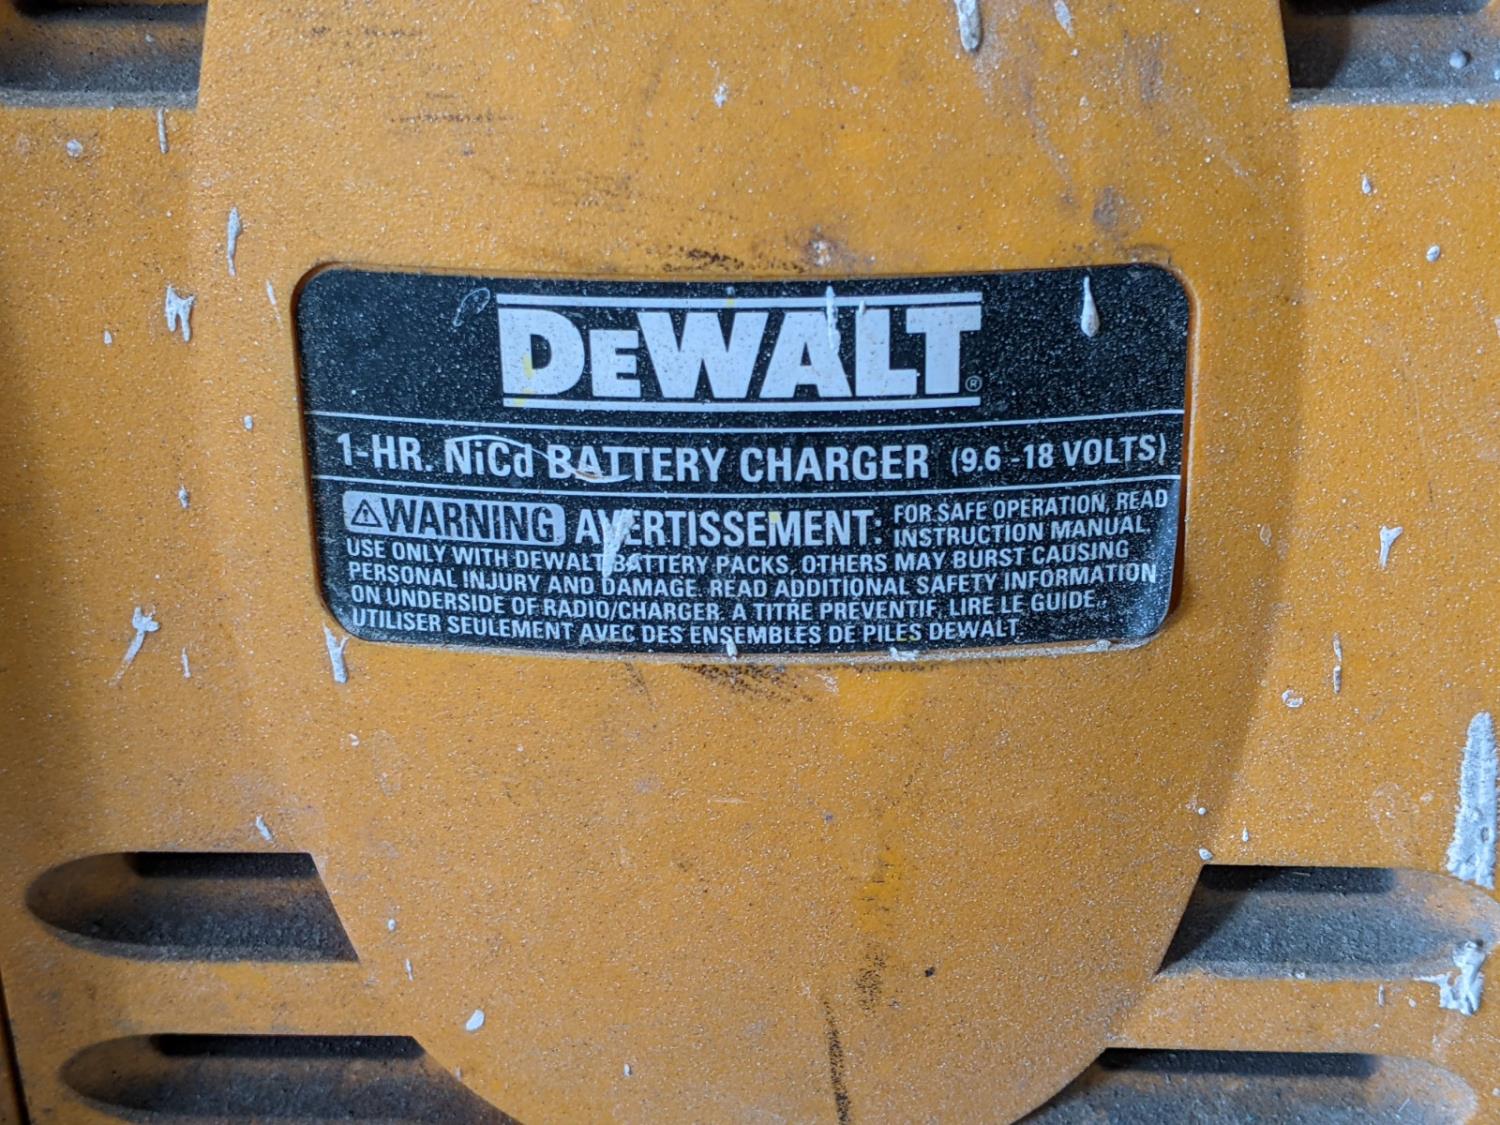 DEWALT®
1-HR. NiCd BATTERY CHARGER (9.6-18 VOLTS)
⚠WARNING AVERTISSEMENT: FOR SAFE OPERATION, READ
INSTRUCTION MANUAL.
USE ONLY WITH DEWALT BATTERY PACKS. OTHERS MAY BURST CAUSING
PERSONAL INJURY AND DAMAGE. READ ADDITIONAL SAFETY INFORMATION
ON UNDERSIDE OF RADIO/CHARGER. A TITRE PREVENTIF, LIRE LE GUIDE.
UTILISER SEULEMENT AVEC DES ENSEMBLES DE PILES DEWALT.